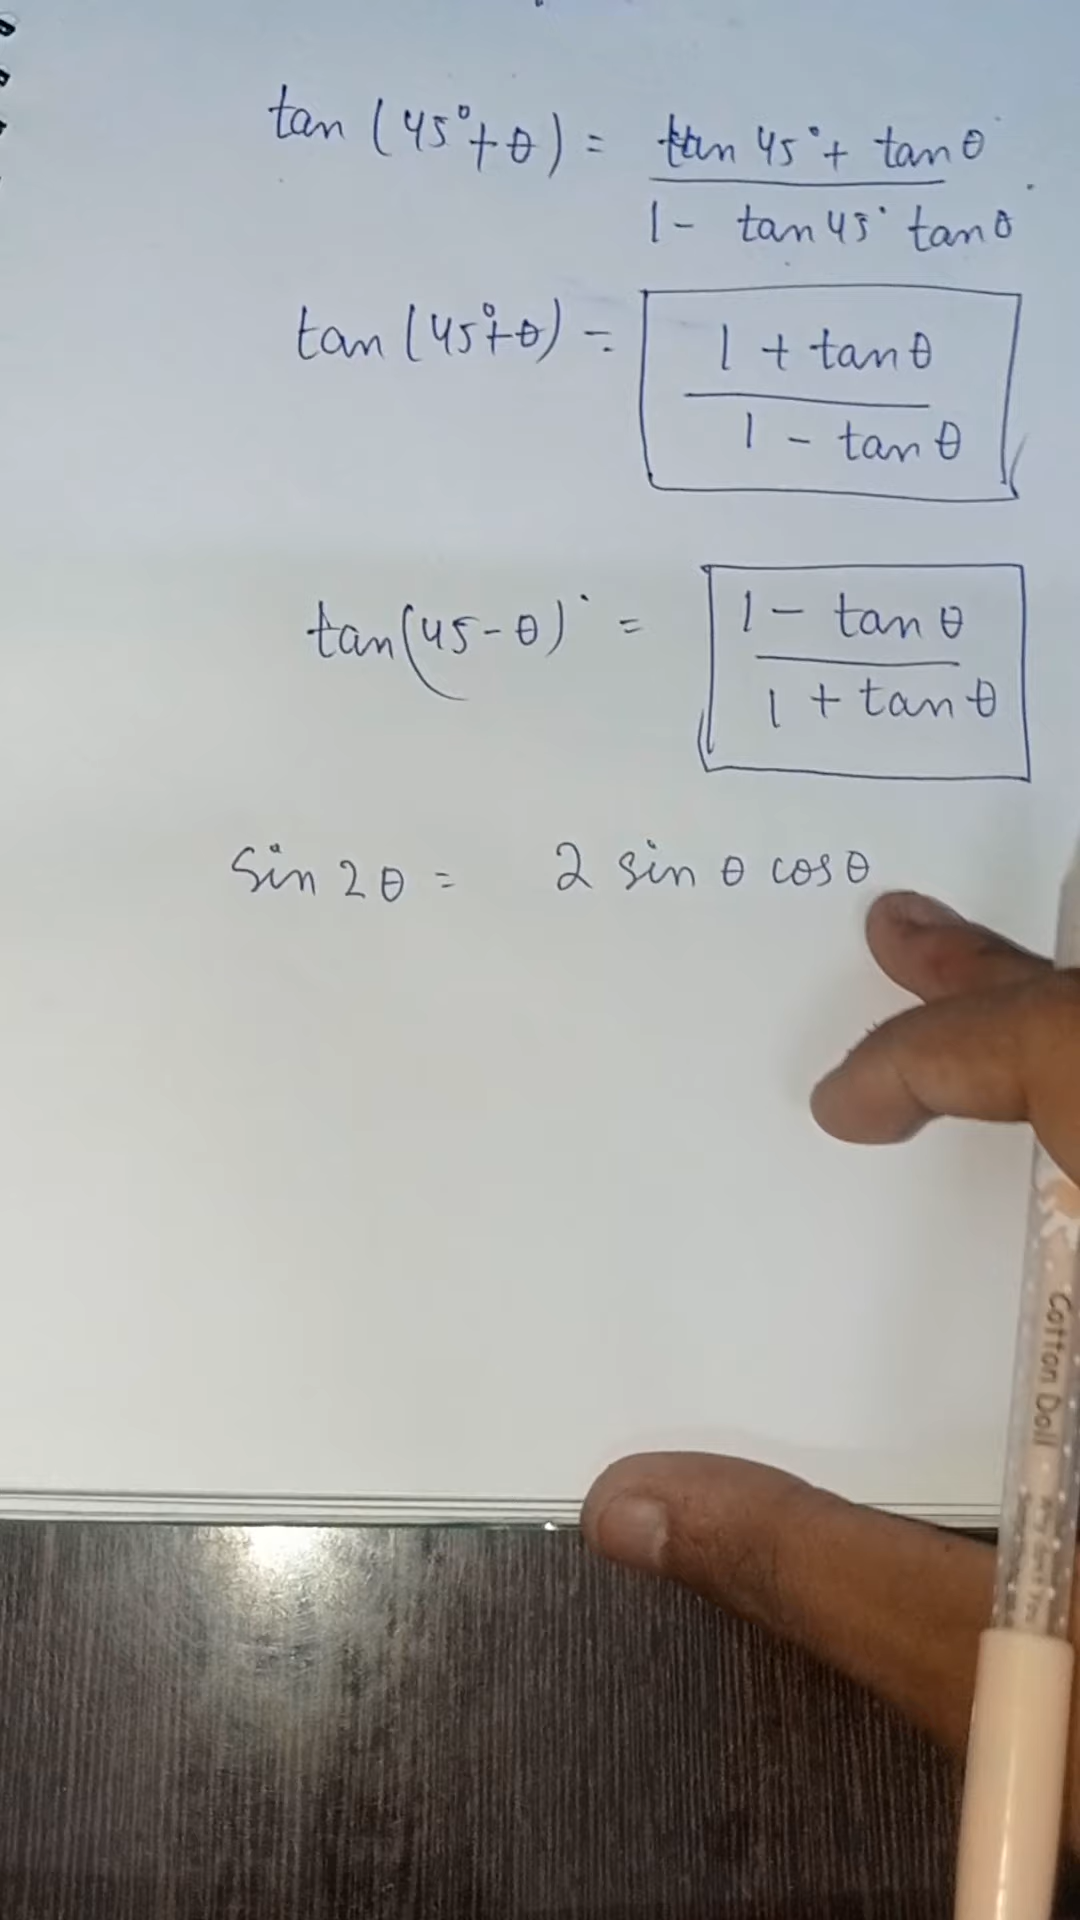 tan (45°+θ) = tan 45° + tan θ / 1 - tan 45° tan θ
tan (45°+θ) = 1 + tan θ / 1 - tan θ
tan (45-θ)° = 1 - tan θ / 1 + tan θ
Sin 2θ = 2 sin θ cos θ
Cotton Doll